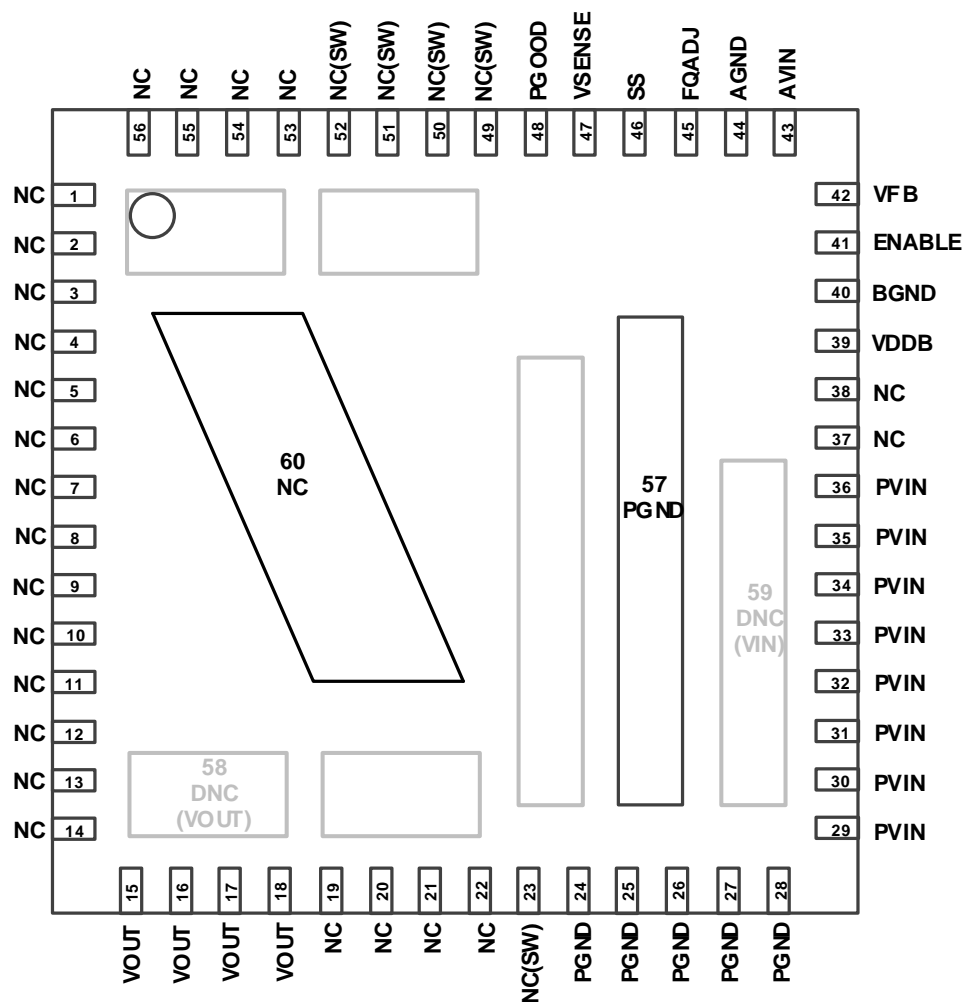 NC NC NC NC NC(SW) NC(SW) NC(SW) NC(SW) PGOOD VSENSE SS FQADJ AGND AVIN
56 55 54 53 52 51 50 49 48 47 46 45 44 43
NC 1
NC 2
NC 3
NC 4
NC 5
NC 6
NC 7
NC 8
NC 9
NC 10
NC 11
NC 12
NC 13
NC 14
60
NC
57
PGND
59
DNC
(VIN)
58
DNC
(VOUT)
42 VFB
41 ENABLE
40 BGND
39 VDDB
38 NC
37 NC
36 PVIN
35 PVIN
34 PVIN
33 PVIN
32 PVIN
31 PVIN
30 PVIN
29 PVIN
15 16 17 18 19 20 21 22 23 24 25 26 27 28
VOUT VOUT VOUT VOUT NC NC NC NC NC(SW) PGND PGND PGND PGND PGND